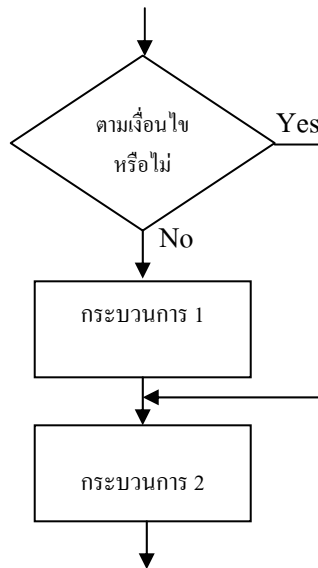 ตามเงื่อนไข
หรือไม่
Yes
No
กระบวนการ 1
กระบวนการ 2